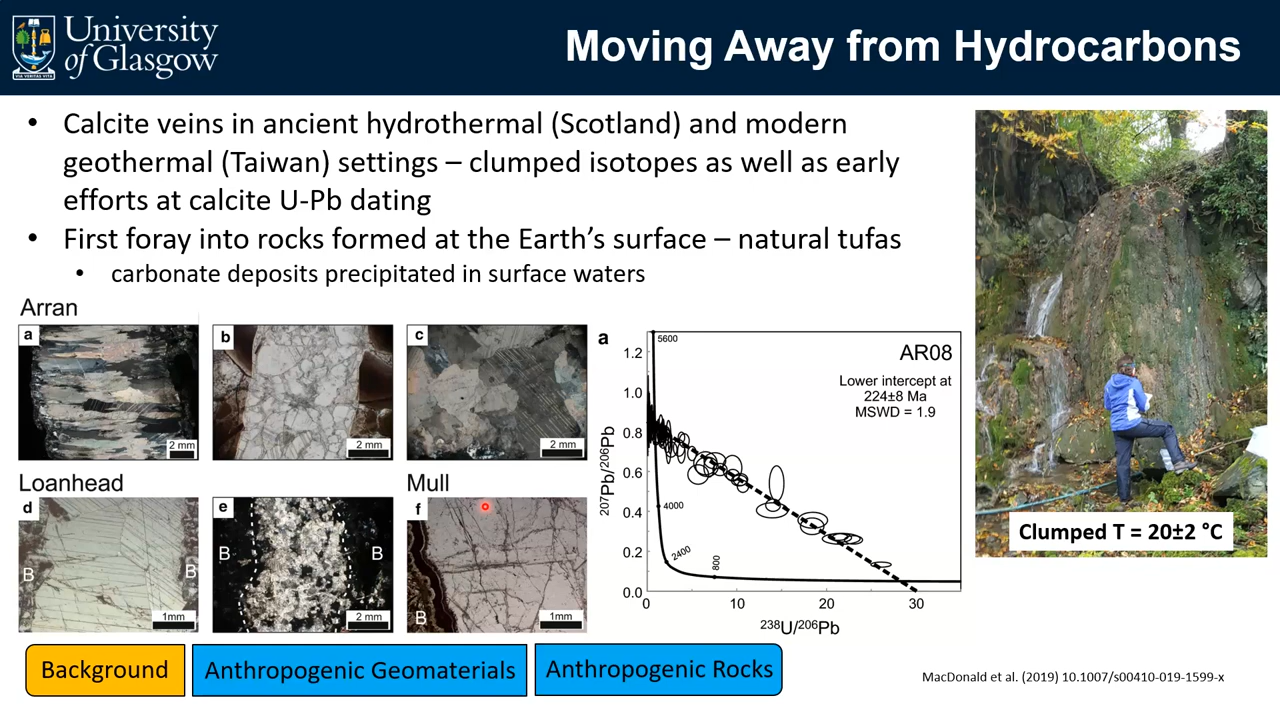 University
of Glasgow
VIA VERITAS VITA
Moving Away from Hydrocarbons
• Calcite veins in ancient hydrothermal (Scotland) and modern
geothermal (Taiwan) settings – clumped isotopes as well as early
efforts at calcite U-Pb dating
• First foray into rocks formed at the Earth’s surface – natural tufas
• carbonate deposits precipitated in surface waters
Arran
a
2 mm
b
2 mm
c
2 mm
Loanhead
d
B
B
1mm
e
B
B
2 mm
Mull
f
B
1mm
a
AR08
Lower intercept at
224±8 Ma
MSWD = 1.9
5600
4000
2400
800
1.2
1.0
0.8
0.6
0.4
0.2
0.0
207Pb/206Pb
0 10 20 30
238U/206Pb
Clumped T = 20±2 °C
Background
Anthropogenic Geomaterials
Anthropogenic Rocks
MacDonald et al. (2019) 10.1007/s00410-019-1599-x